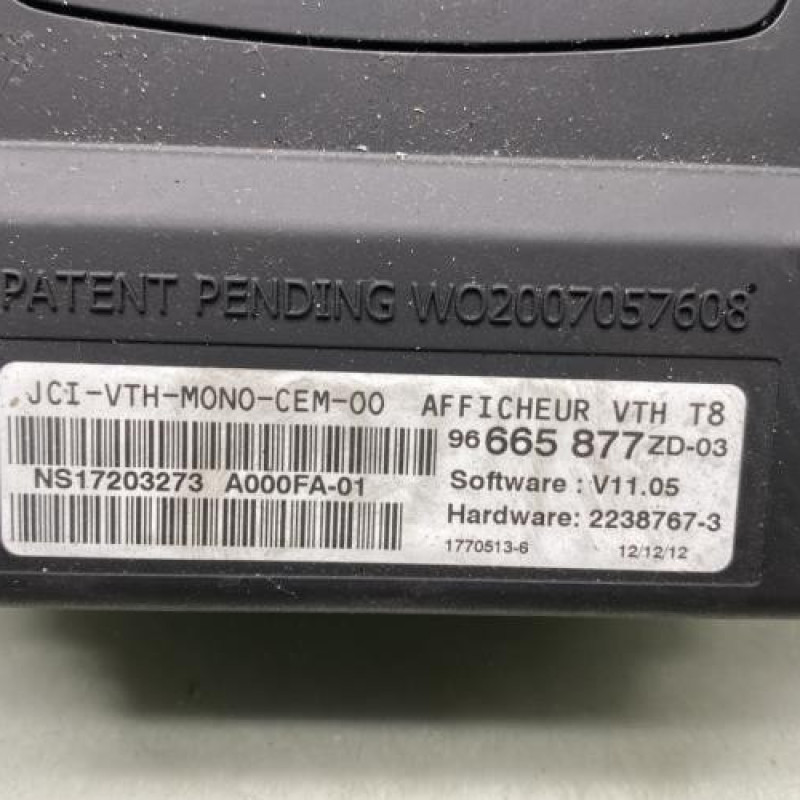 PATENT PENDING WO2007057608
JCI-VTH-MONO-CEM-00 AFFICHEUR VTH T8
96 665 877 ZD-03
NS17203273 A000FA-01 Software : V11.05
Hardware: 2238767-3
1770513-6 12/12/12